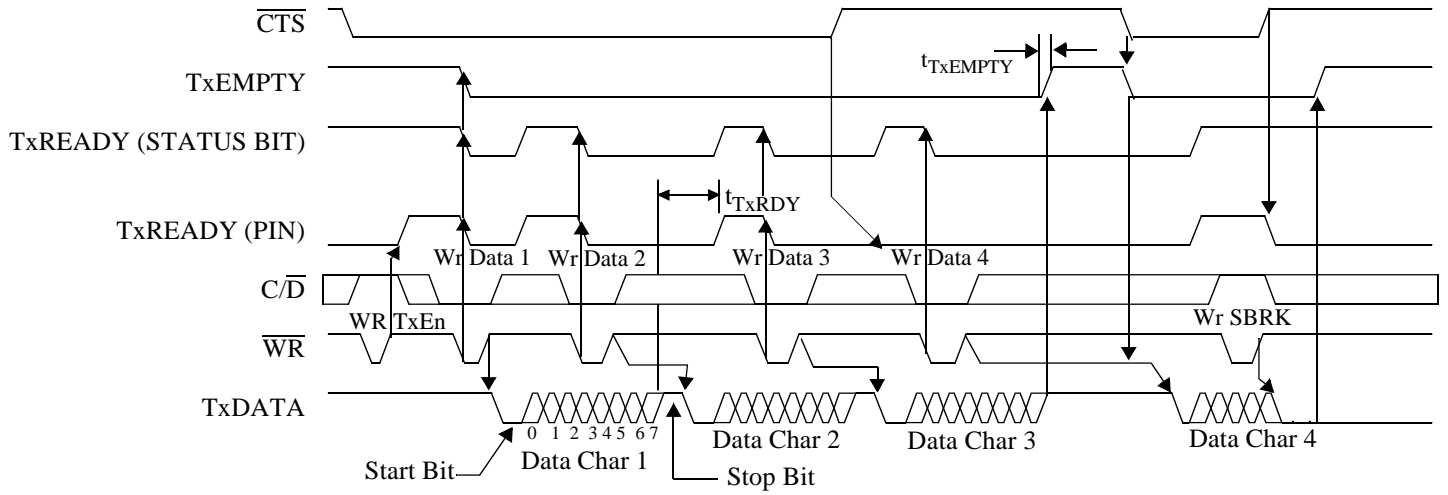 CTS
tTxEMPTY
TxEMPTY
TxREADY (STATUS BIT)
tTxRDY
TxREADY (PIN)
Wr Data 1 Wr Data 2 Wr Data 3 Wr Data 4
C/D
WR TxEn Wr SBRK
WR
TxDATA
0 1 2 3 4 5 6 7
Data Char 1 Data Char 2 Data Char 3 Data Char 4
Start Bit Stop Bit